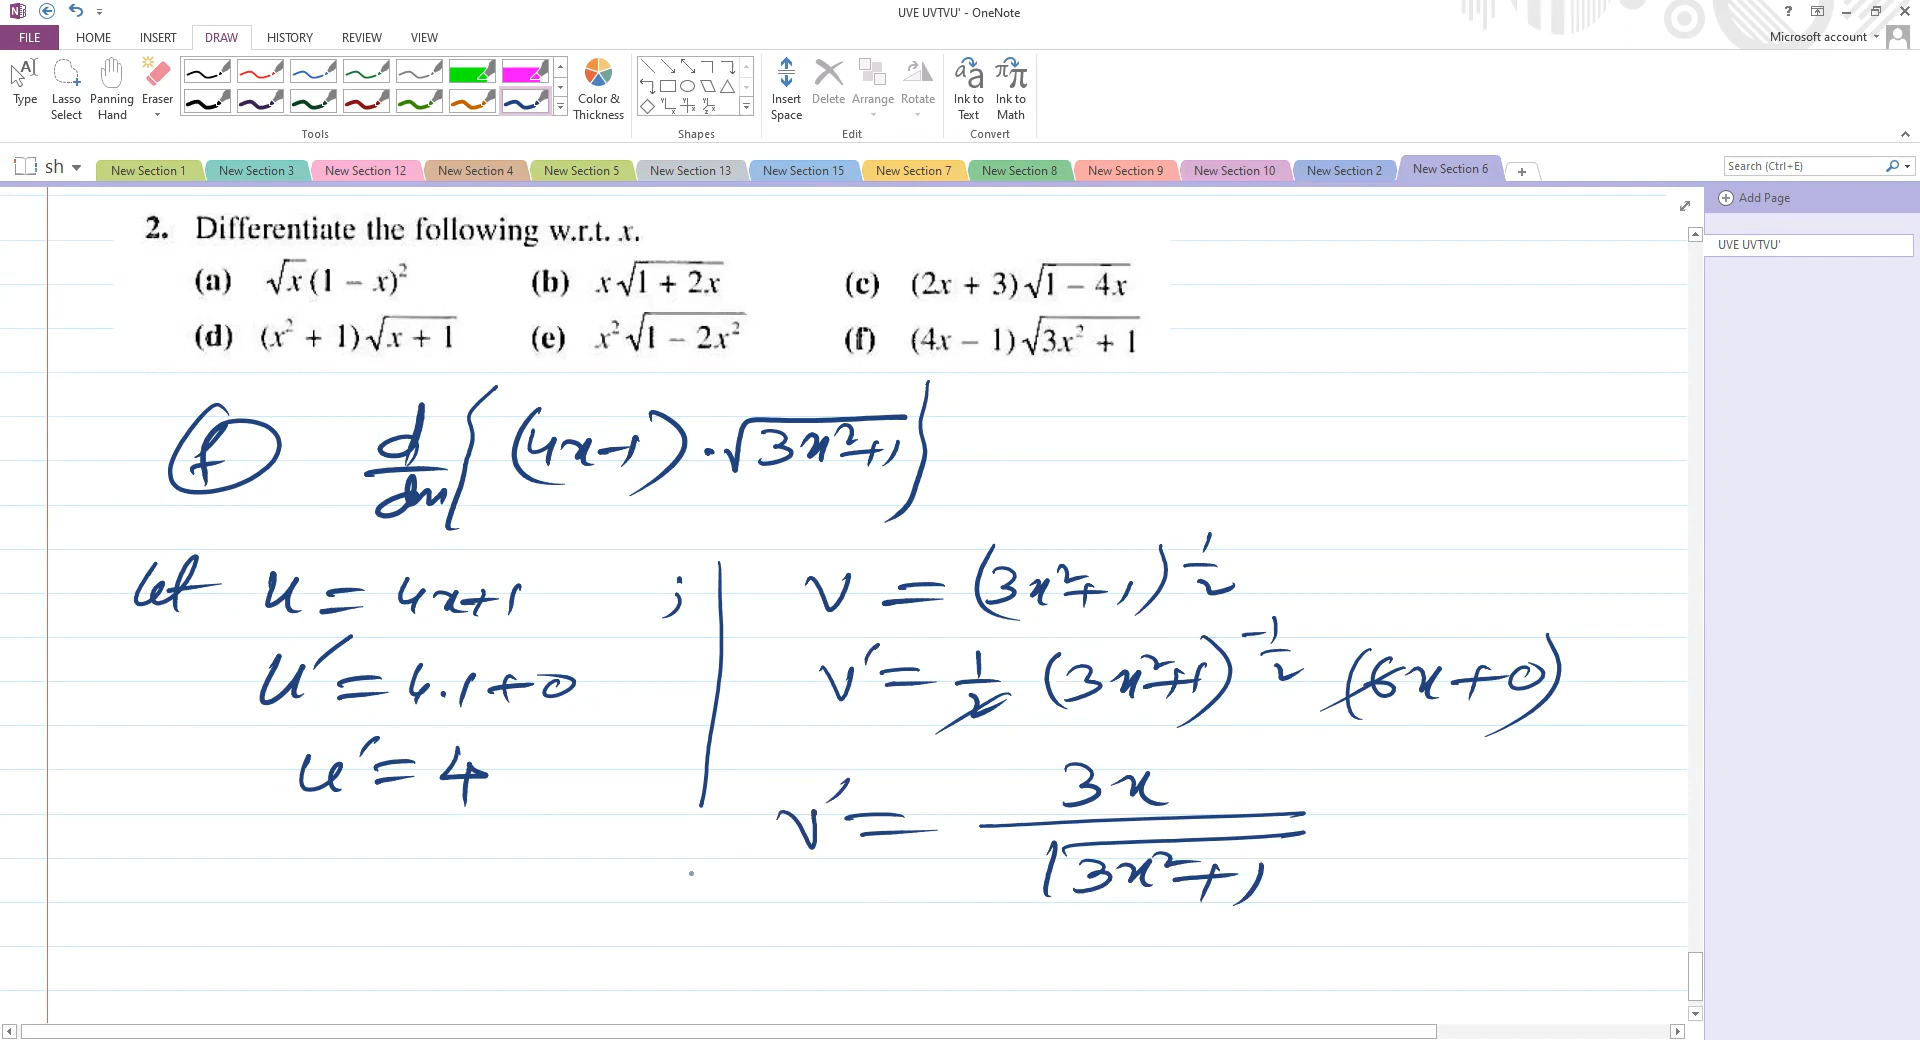 UVE UVTVU' - OneNote
?
Microsoft account
FILE HOME INSERT DRAW HISTORY REVIEW VIEW
Type Lasso Select Panning Hand Eraser Color & Thickness Insert Space Delete Arrange Rotate Ink to Text Ink to Math
Tools Shapes Edit Convert
sh New Section 1 New Section 3 New Section 12 New Section 4 New Section 5 New Section 13 New Section 15 New Section 7 New Section 8 New Section 9 New Section 10 New Section 2 New Section 6
Search (Ctrl+E)
Add Page
UVE UVTVU'
2. Differentiate the following w.r.t. x.
(a) √x(1 − x)² (b) x√(1 + 2x) (c) (2x + 3)√(1 − 4x)
(d) (x² + 1)√(x + 1) (e) x²√(1 − 2x²) (f) (4x − 1)√(3x² + 1)
f d/dx {(4x-1)·√(3x²+1)}
let u = 4x+1 ; v = (3x²+1)^1/2
u' = 4.1+0 v' = 1/2 (3x²+1)^-1/2 (6x+0)
u' = 4 v' = 3x/√(3x²+1)